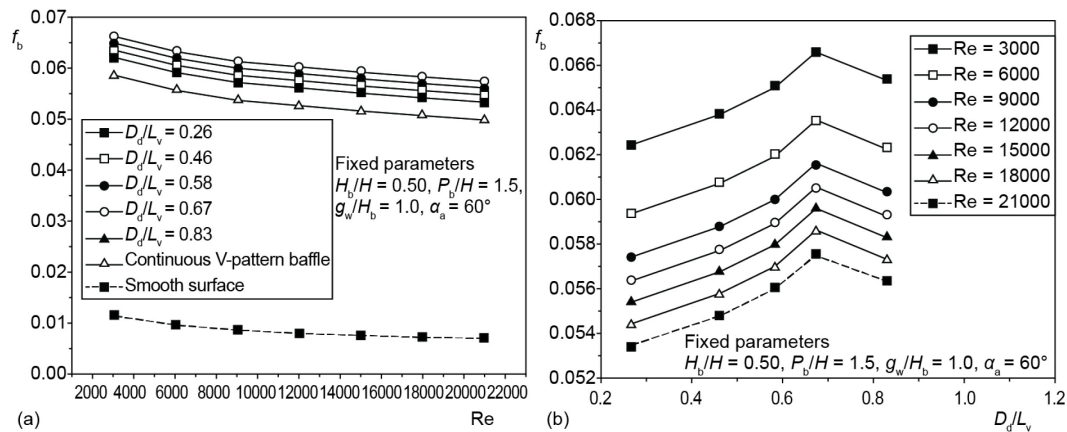 0.07
f_b
0.06
0.05
0.04
0.03
0.02
0.01
0.00
D_d/L_v = 0.26
D_d/L_v = 0.46
D_d/L_v = 0.58
D_d/L_v = 0.67
D_d/L_v = 0.83
Continuous V-pattern baffle
Smooth surface
Fixed parameters
H_b/H = 0.50, P_b/H = 1.5,
g_w/H_b = 1.0, α_a = 60°
2000 4000 6000 8000 10000 12000 14000 16000 18000 20000 22000
(a) Re
0.068
f_b
0.066
0.064
0.062
0.060
0.058
0.056
0.054
0.052
Re = 3000
Re = 6000
Re = 9000
Re = 12000
Re = 15000
Re = 18000
Re = 21000
Fixed parameters
H_b/H = 0.50, P_b/H = 1.5, g_w/H_b = 1.0, α_a = 60°
0.2 0.4 0.6 0.8 1.0 1.2
(b) D_d/L_v